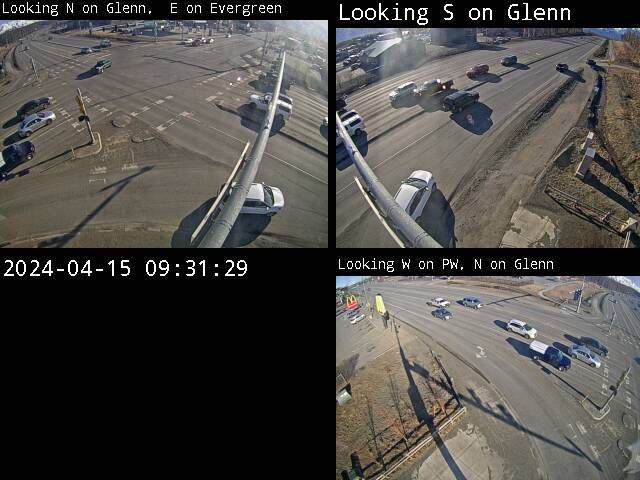 Looking N on Glenn,  E on Evergreen
Looking S on Glenn
2024-04-15 09:31:29
Looking W on PW, N on Glenn